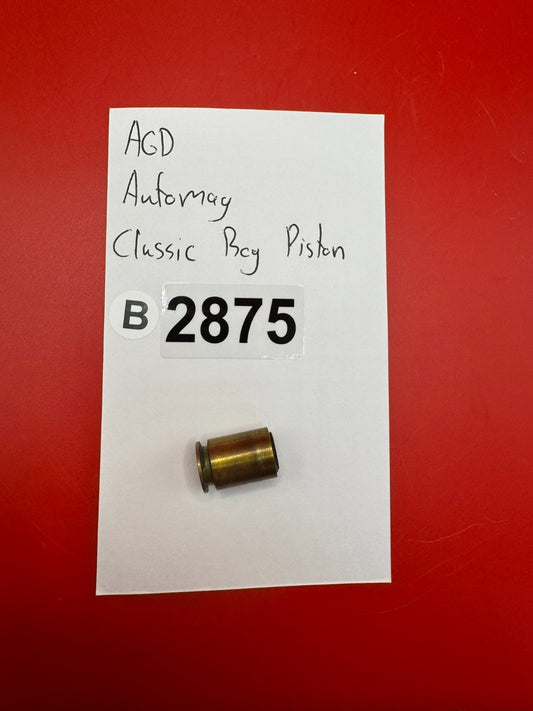 AGD
Automag
Classic Reg Piston
B 2875